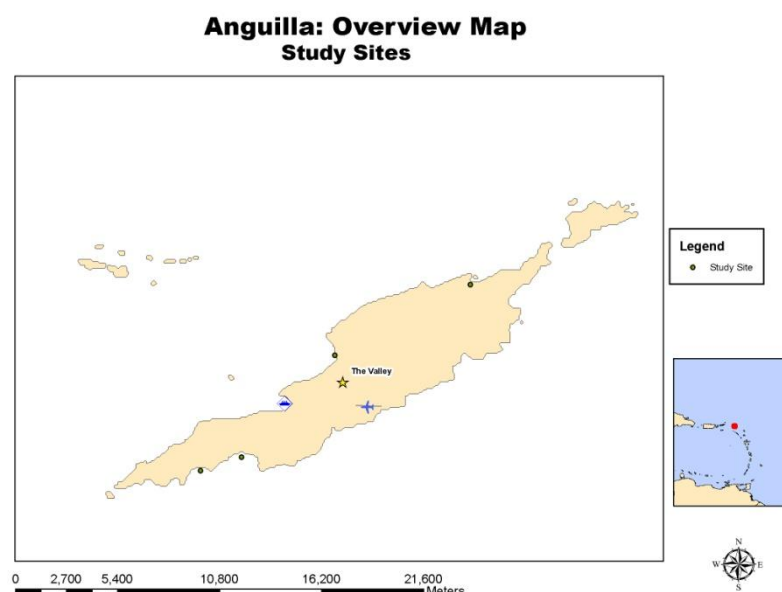 Anguilla: Overview Map
Study Sites
The Valley
Legend
Study Site
N
W E
S
0 2,700 5,400 10,800 16,200 21,600
Meters